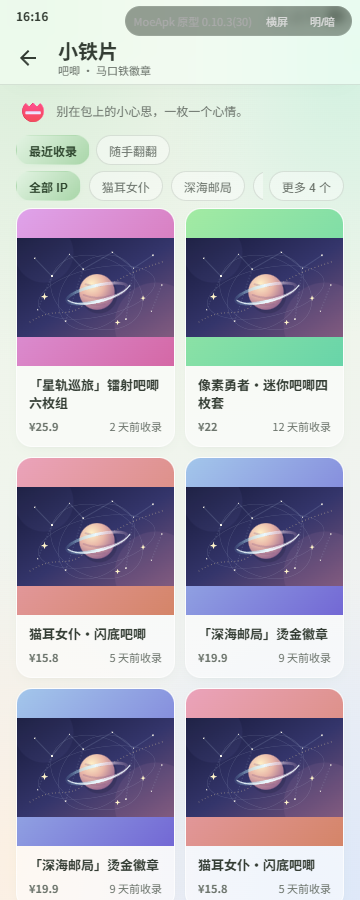 16:16
MoeApk 原型 0.10.3(30)
横屏
明/暗
小铁片
吧唧 · 马口铁徽章
别在包上的小心思，一枚一个心情。
最近收录
随手翻翻
全部 IP
猫耳女仆
深海邮局
更多 4 个
「星轨巡旅」镭射吧唧
六枚组
¥25.9
2 天前收录
像素勇者·迷你吧唧四
枚套
¥22
12 天前收录
猫耳女仆·闪底吧唧
¥15.8
5 天前收录
「深海邮局」烫金徽章
¥19.9
9 天前收录
「深海邮局」烫金徽章
¥19.9
9 天前收录
猫耳女仆·闪底吧唧
¥15.8
5 天前收录